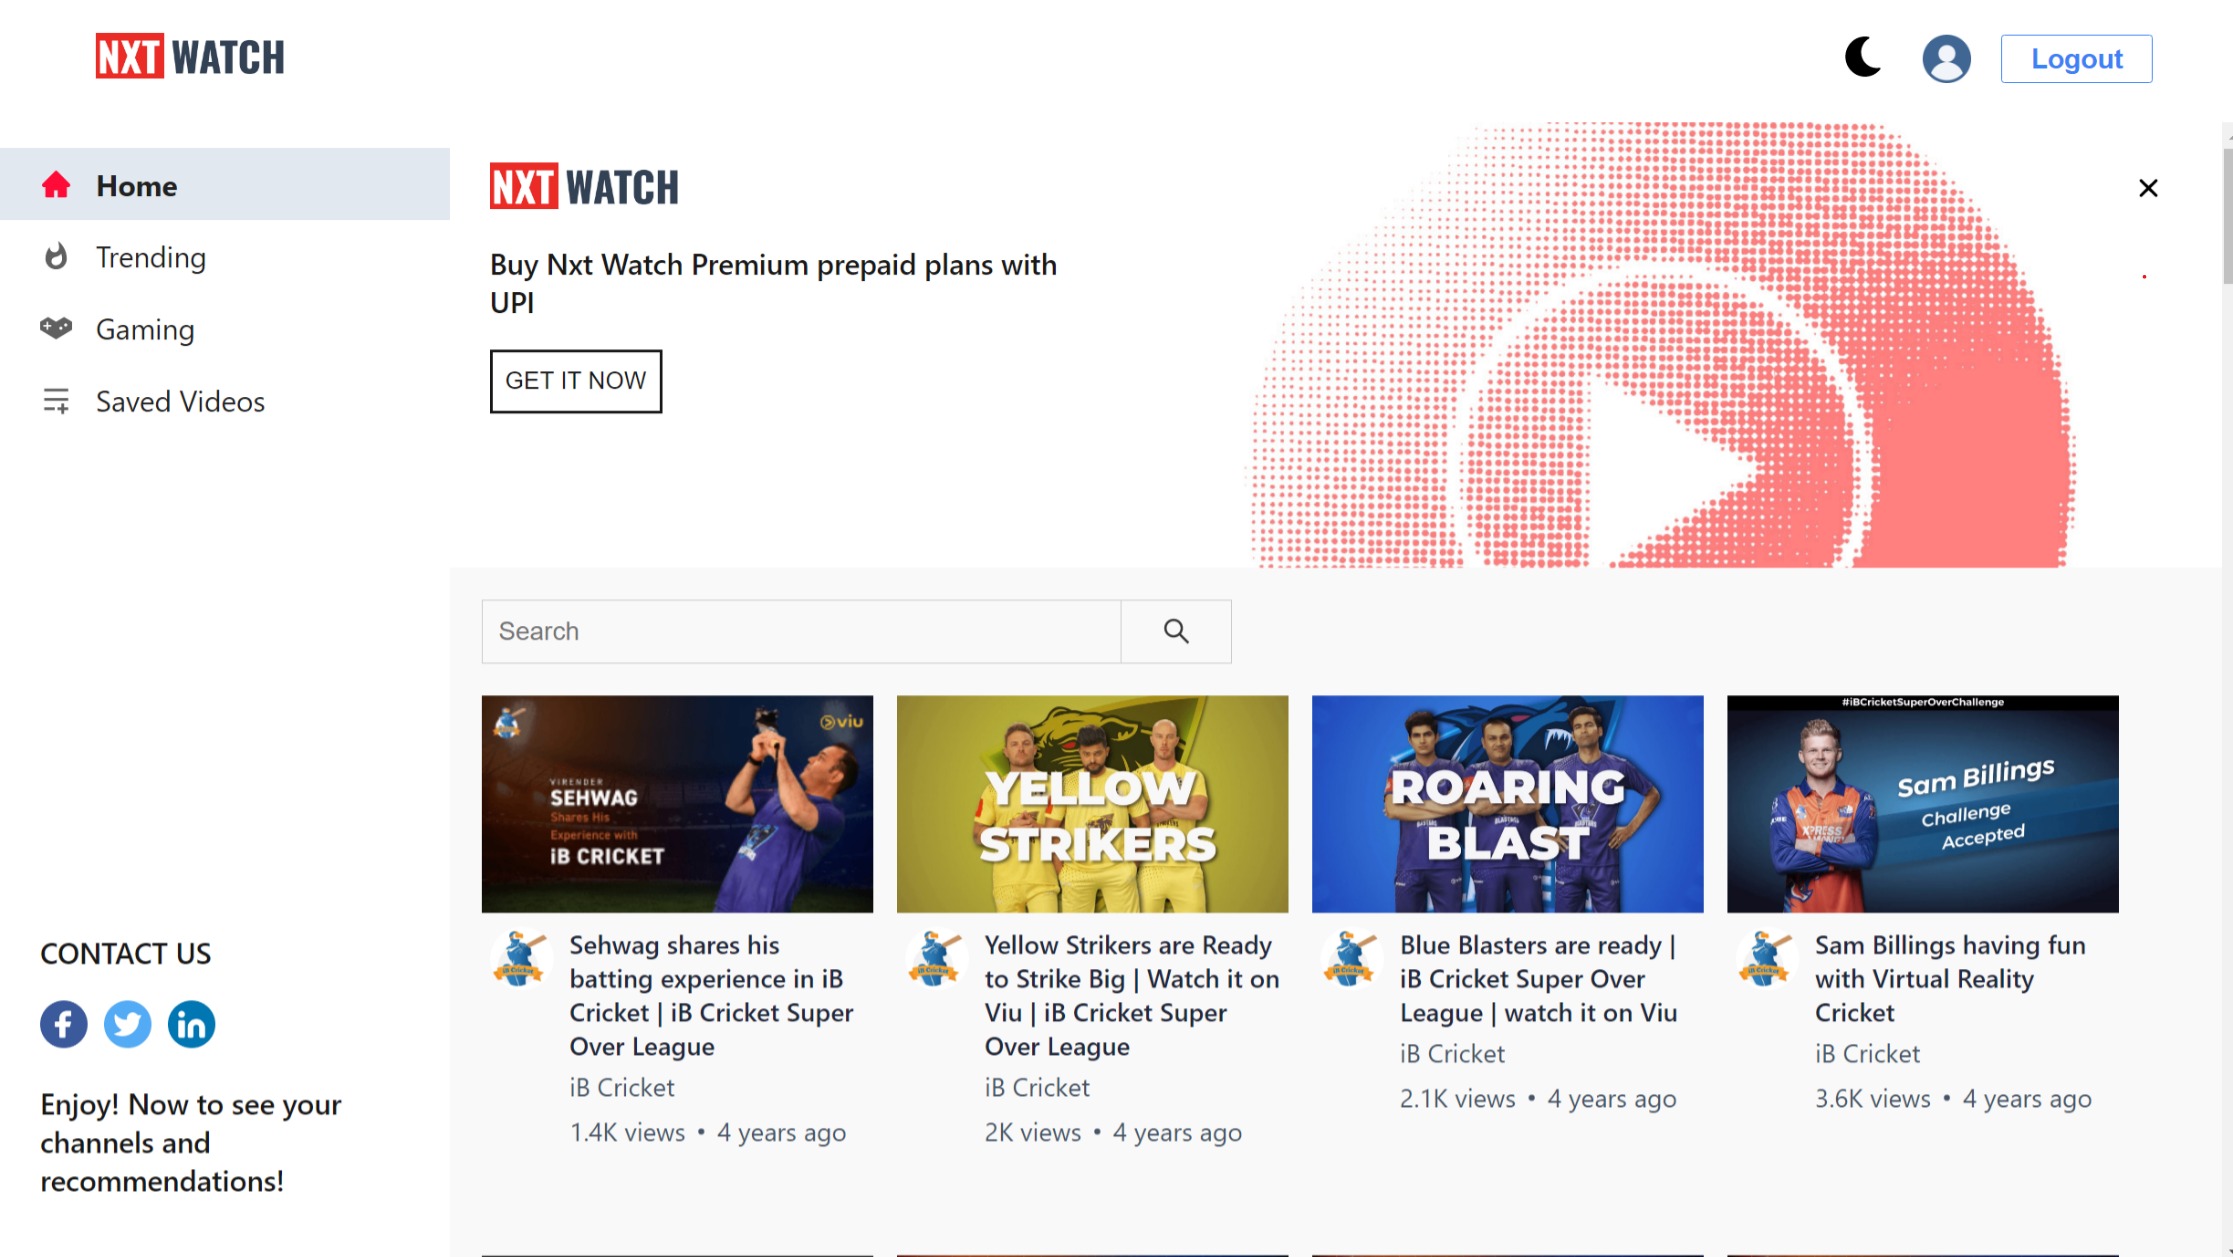 NXT WATCH
Logout
Home
Trending
Gaming
Saved Videos
CONTACT US
Enjoy! Now to see your
channels and
recommendations!
NXT WATCH
Buy Nxt Watch Premium prepaid plans with
UPI
GET IT NOW
Search
viu
VIRENDER
SEHWAG
Shares His
Experience with
iB CRICKET
Sehwag shares his
batting experience in iB
Cricket | iB Cricket Super
Over League
iB Cricket
1.4K views • 4 years ago
YELLOW
STRIKERS
iB Cricket
Yellow Strikers are Ready
to Strike Big | Watch it on
Viu | iB Cricket Super
Over League
iB Cricket
2K views • 4 years ago
ROARING
BLAST
iB Cricket
Blue Blasters are ready |
iB Cricket Super Over
League | watch it on Viu
iB Cricket
2.1K views • 4 years ago
#iBCricketSuperOverChallenge
Sam Billings
Challenge
Accepted
iB Cricket
Sam Billings having fun
with Virtual Reality
Cricket
iB Cricket
3.6K views • 4 years ago